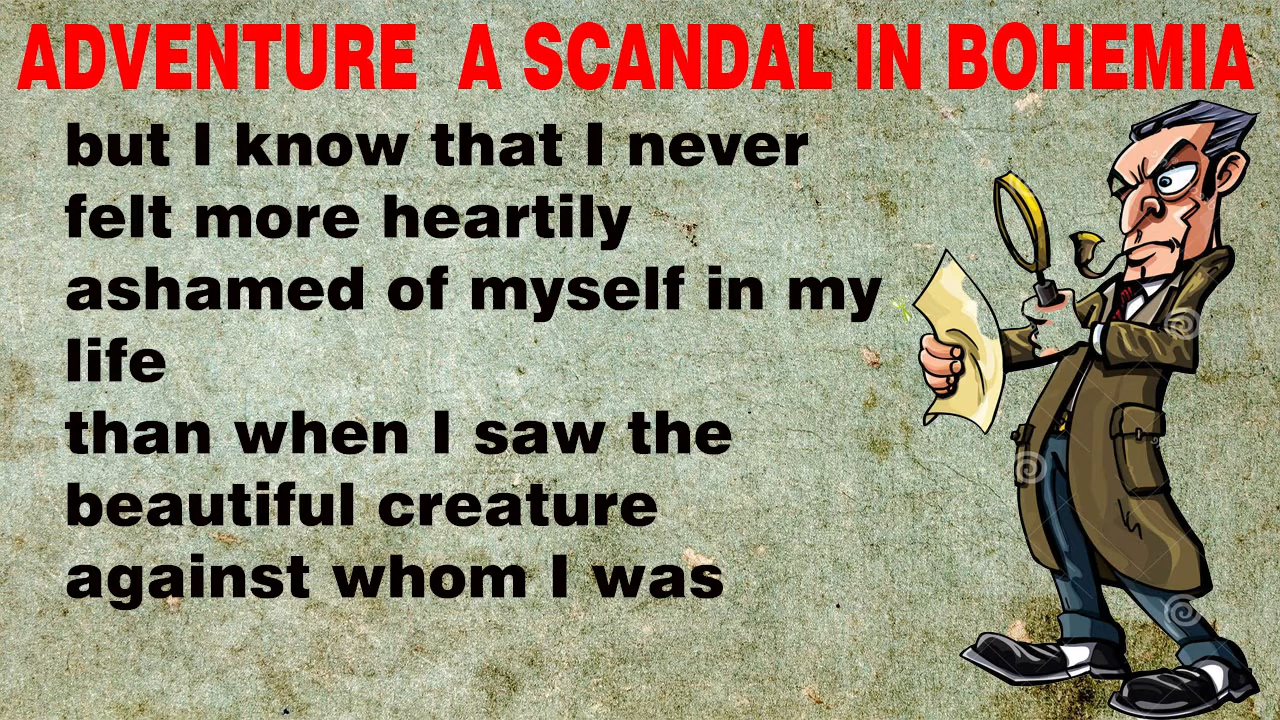 ADVENTURE A SCANDAL IN BOHEMIA
but I know that I never
felt more heartily
ashamed of myself in my
life
than when I saw the
beautiful creature
against whom I was